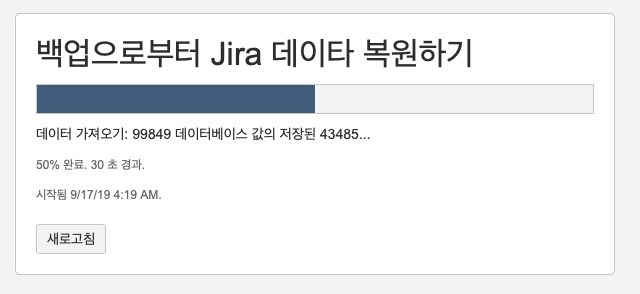 백업으로부터 Jira 데이타 복원하기
데이터 가져오기: 99849 데이터베이스 값의 저장된 43485...
50% 완료. 30 초 경과.
시작됨 9/17/19 4:19 AM.
새로고침